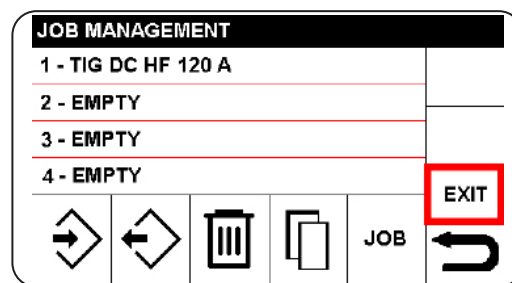 JOB MANAGEMENT
1 - TIG DC HF 120 A
2 - EMPTY
3 - EMPTY
4 - EMPTY
EXIT
JOB